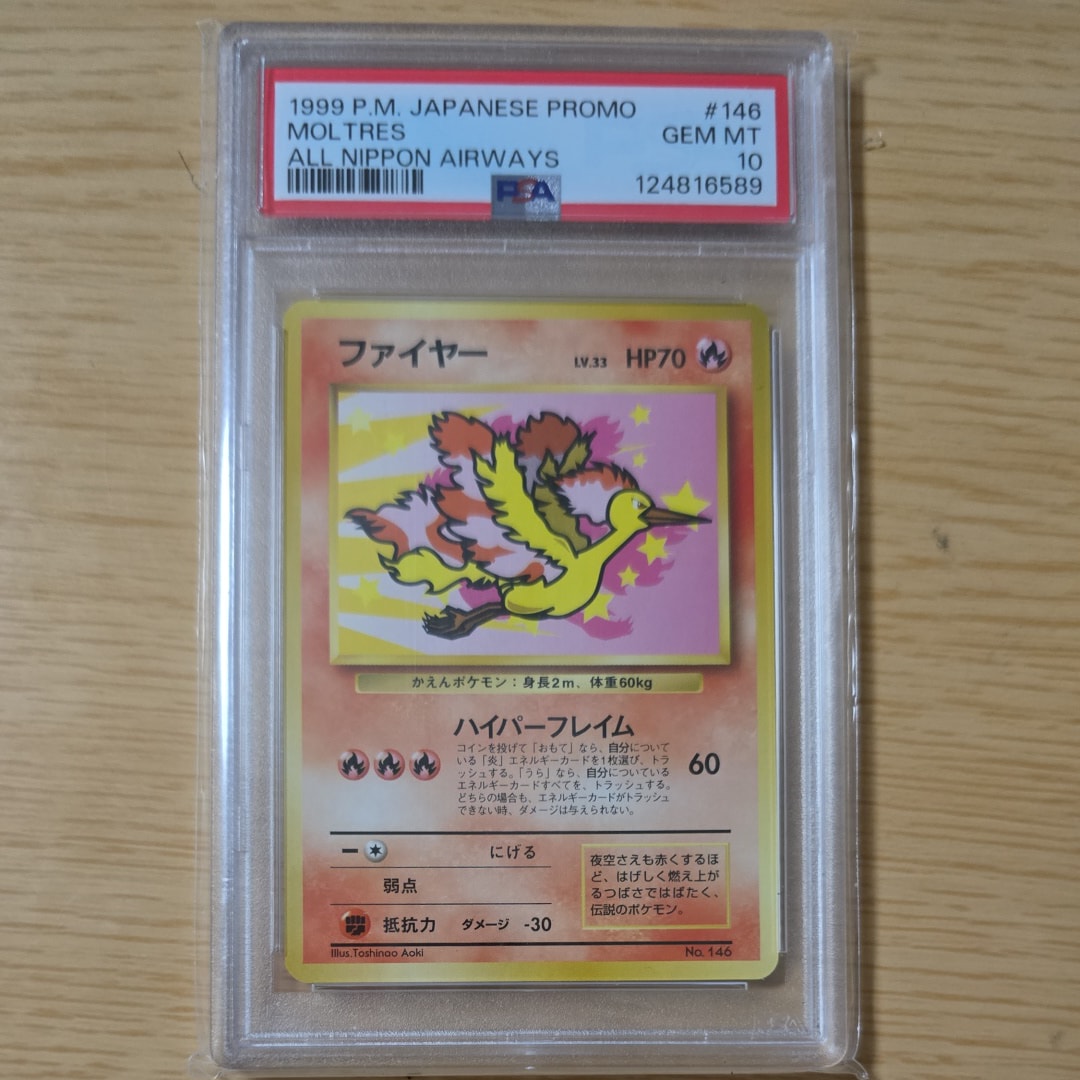 1999 P.M. JAPANESE PROMO #146
MOLTRES GEM MT
ALL NIPPON AIRWAYS 10
PSA 124816589
ファイヤー LV.33 HP70
かえんポケモン:身長2m、体重60kg
ハイパーフレイム
コインを投げて「おもて」なら、自分について
いる「炎」エネルギーカードを1枚選び、トラ
ッシュする。「うら」なら、自分についている
エネルギーカードすべてを、トラッシュする。
どちらの場合も、エネルギーカードがトラッシュ
できない時、ダメージは与えられない。
60
にげる
弱点
抵抗力 ダメージ -30
夜空さえも赤くするほ
ど、はげしく燃え上が
るつばさではばたく、
伝説のポケモン。
Illus.Toshinao Aoki No. 146